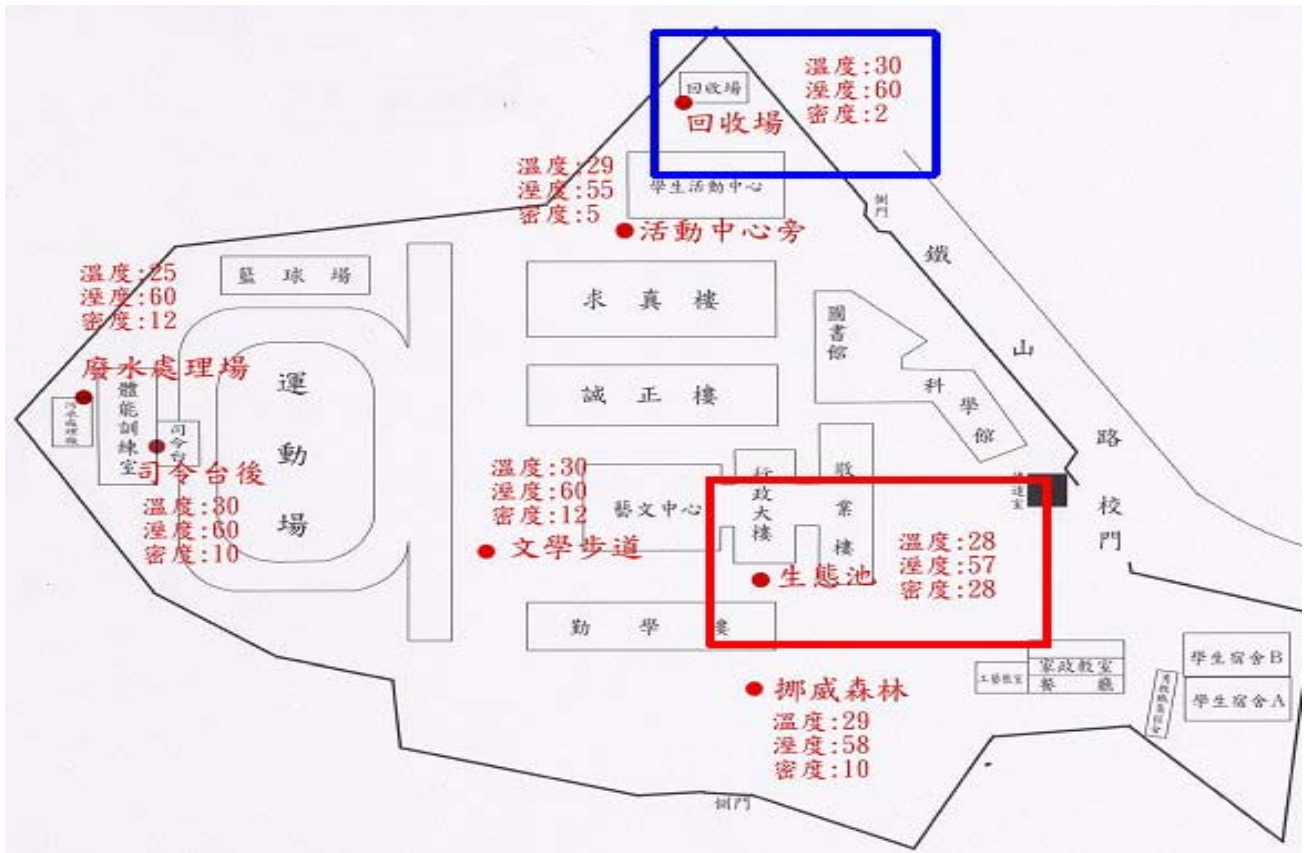 回收場
回收場
溫度:30
溼度:60
密度:2
溫度:29
溼度:55
密度:5
學生活動中心
活動中心旁
側門
鐵山路
溫度:25
溼度:60
密度:12
籃球場
求真樓
圖書館
科學館
廢水處理場
體能訓練室
司令台
運動場
誠正樓
司令台後
溫度:30
溼度:60
密度:10
溫度:30
溼度:60
密度:12
藝文中心
行政大樓
敬業樓
校門
文學步道
生態池
溫度:28
溼度:57
密度:28
勤學樓
挪威森林
溫度:29
溼度:58
密度:10
工藝教室
家政教室
餐廳
學生宿舍B
學生宿舍A
側門